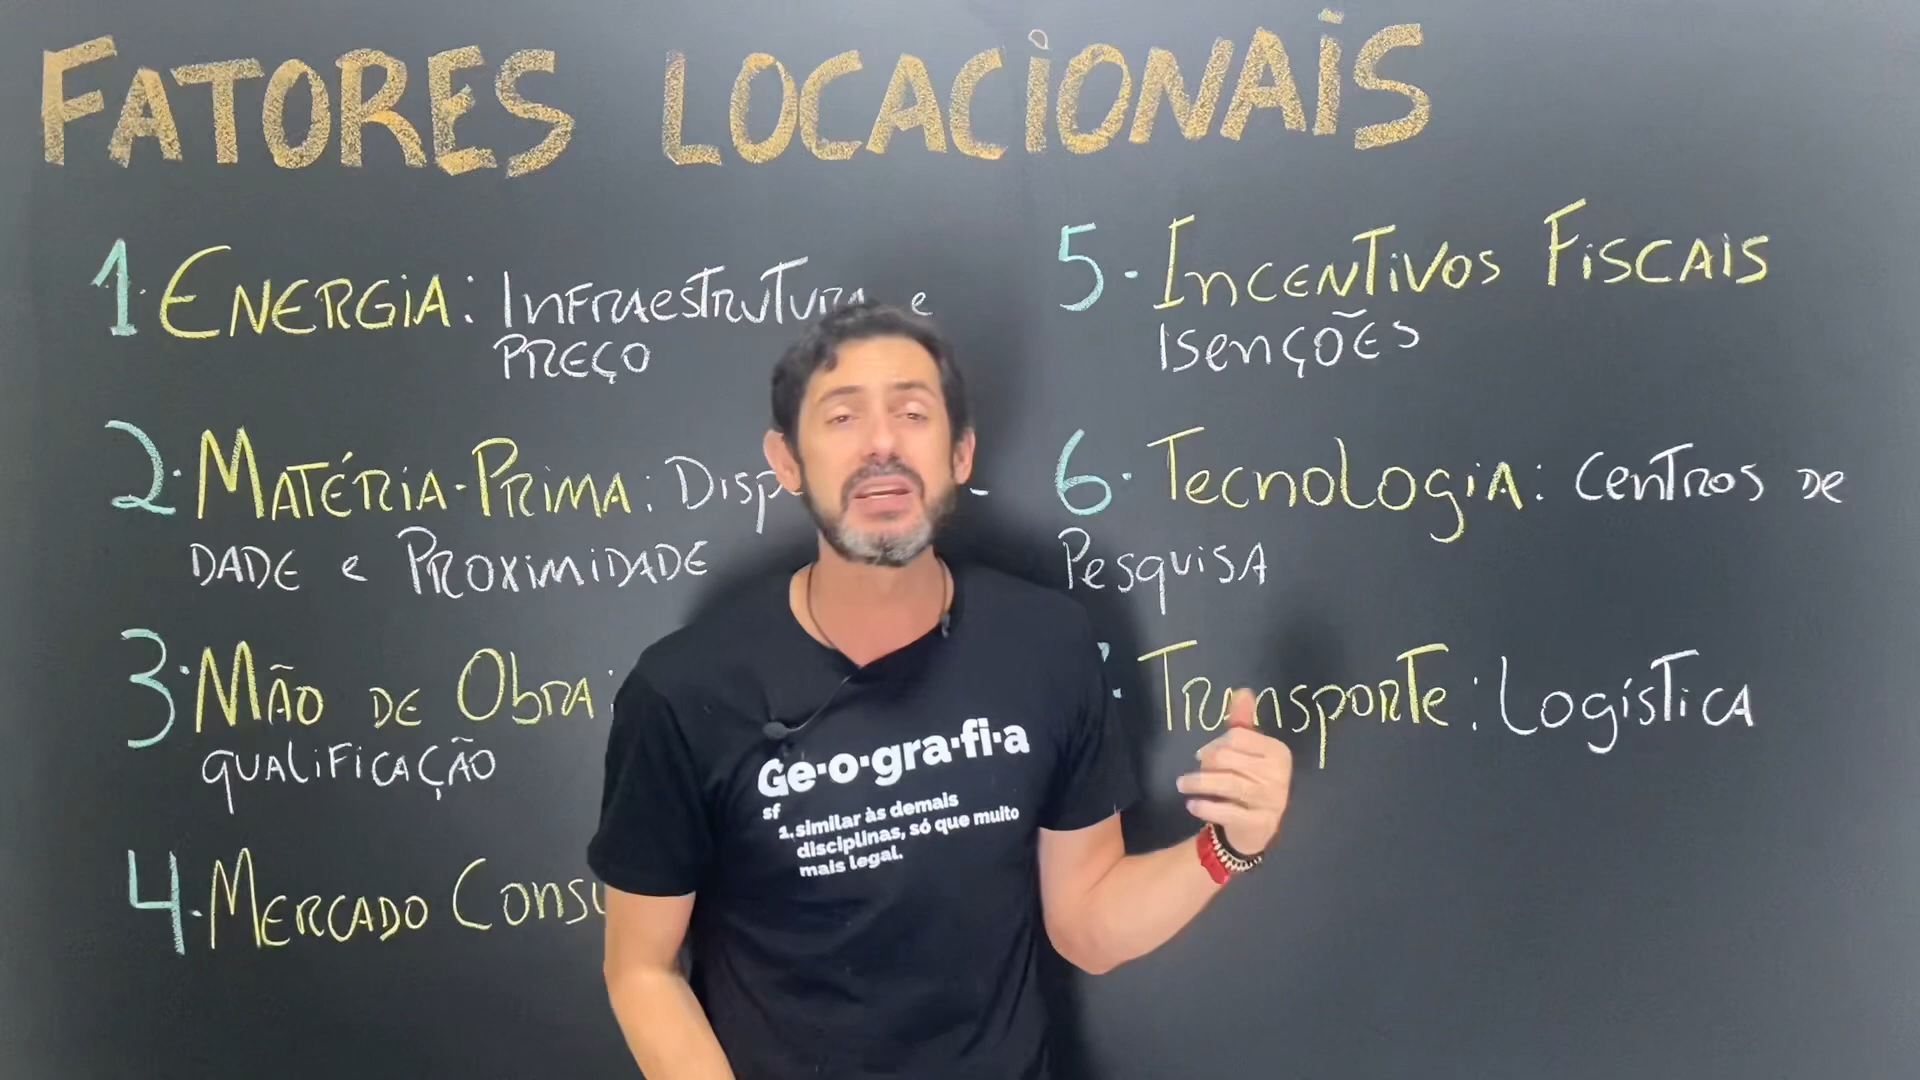 FATORES LOCACIONAIS
1. ENERGIA: INFRAESTRUTURA e
PREÇO
2. MATÉRIA-PRIMA:
DADE e PROXIMIDADE
3. MÃO DE OBRA:
QUALIFICAÇÃO
4. MERCADO
5. INCENTIVOS FISCAIS
ISENÇÕES
6. TECNOLOGIA: CENTROS DE
PESQUISA
TRANSPORTE: LOGÍSTICA
Ge·o·gra·fi·a
sf
1. similar às demais
disciplinas, só que muito
mais legal.